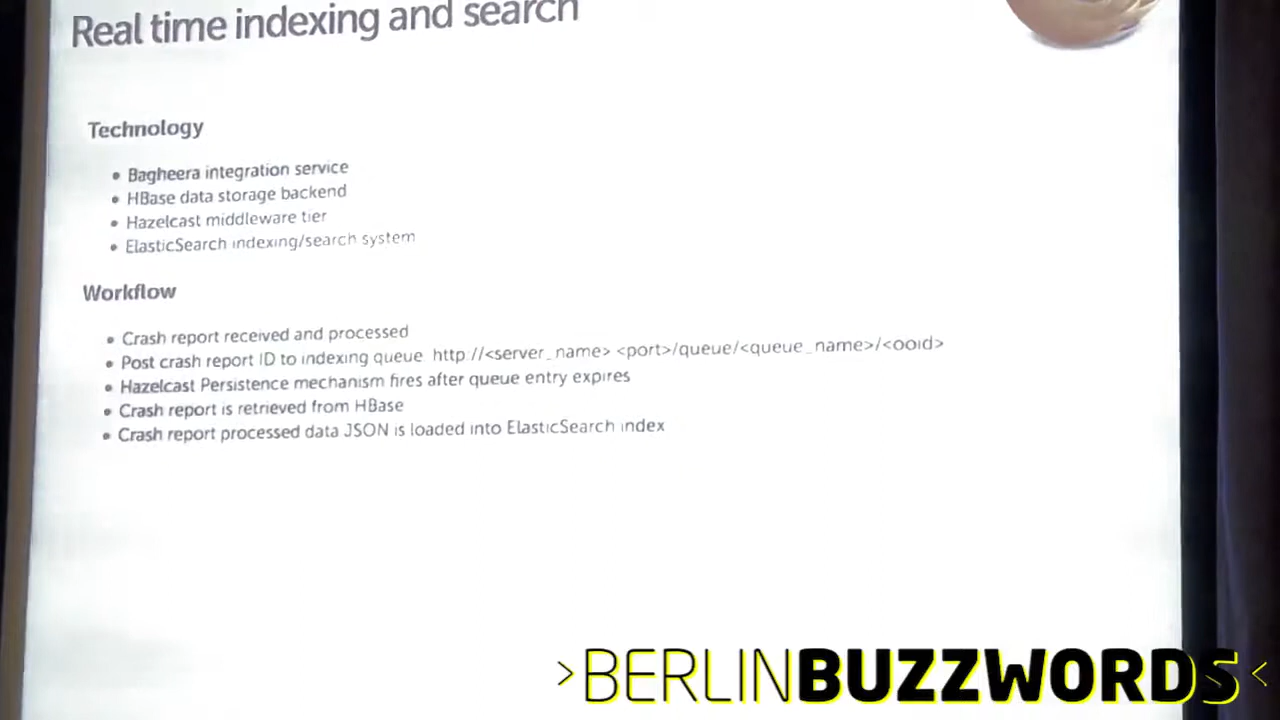 Real time indexing and search
Technology
• Bagheera integration service
• HBase data storage backend
• Hazelcast middleware tier
• ElasticSearch indexing/search system
Workflow
• Crash report received and processed
• Post crash report ID to indexing queue http://<server_name> <port>/queue/<queue_name>/<ooid>
• Hazelcast Persistence mechanism fires after queue entry expires
• Crash report is retrieved from HBase
• Crash report processed data JSON is loaded into ElasticSearch index
>BERLINBUZZWORDS<